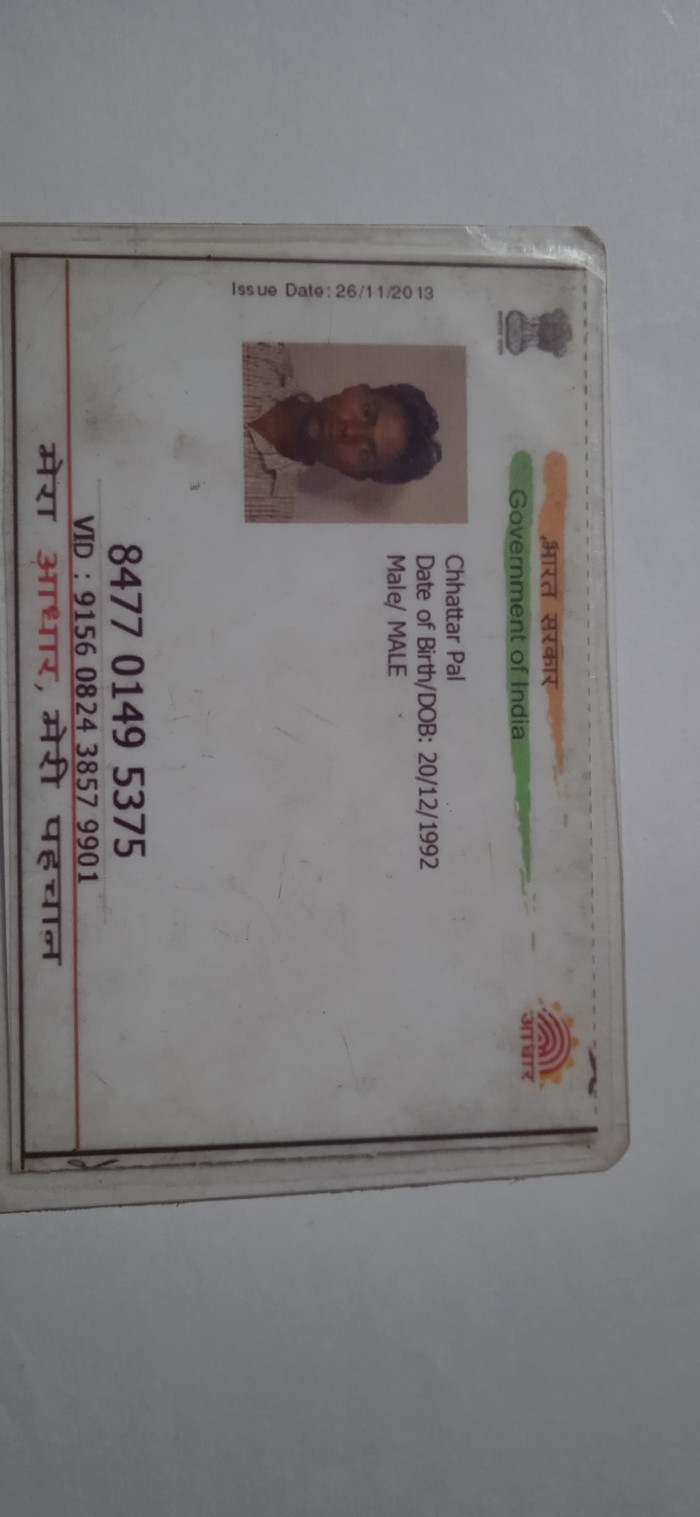 भारत सरकार
Government of India
Issue Date: 26/11/2013
Chhattar Pal
Date of Birth/DOB: 20/12/1992
Male/ MALE
8477 0149 5375
VID : 9156 0824 3857 9901
मेरा आधार, मेरी पहचान
आधार